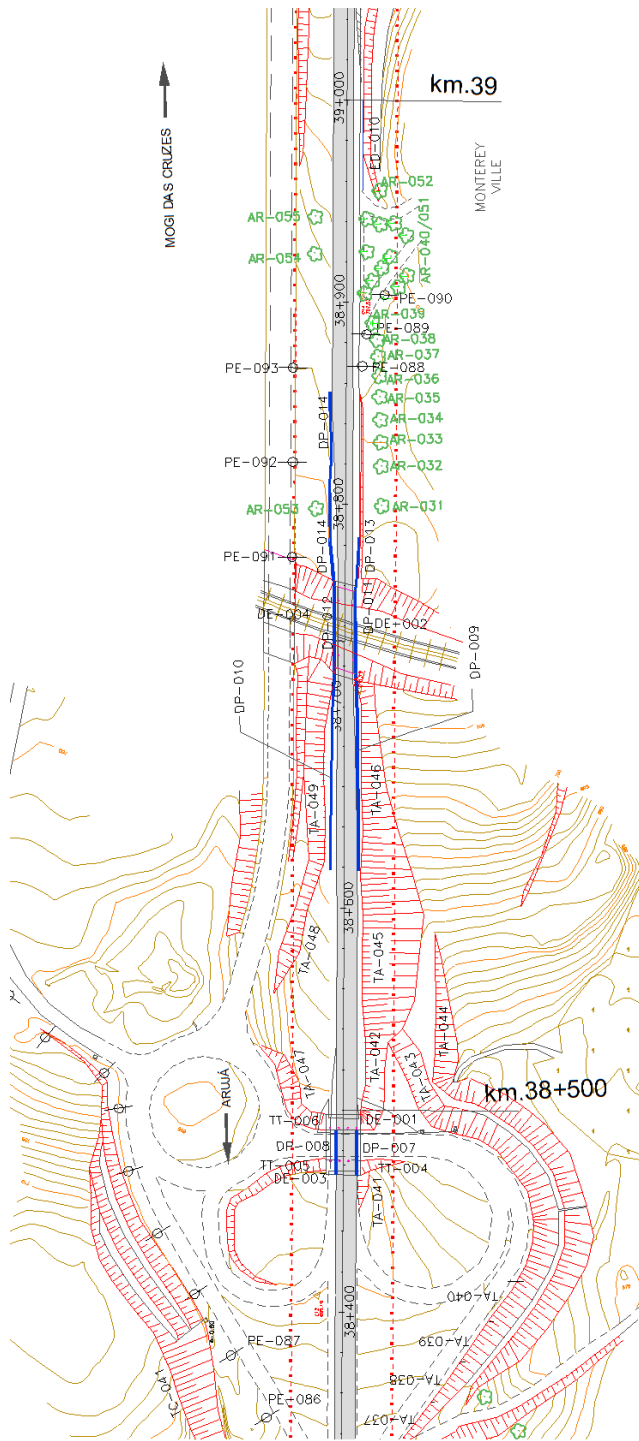 km.39
39+000
ED-010
MOGI DAS CRUZES
MONTEREY
VILLE
AR-052
AR-055
AR-040/051
AR-054
PE-090
38+900
AR-039
PE-089
AR-038
AR-037
PE-093
PE-088
AR-036
DP-014
AR-035
AR-034
AR-033
PE-092
AR-032
38+800
AR-053
AR-031
DP-014
DP-013
PE-091
DP-011
DP-012
DE-004
DE-002
DP-009
DP-010
38+700
TA-046
TA-049
38+600
TA-048
TA-045
TA-044
TA-042
TA-047
TA-043
ARUJÁ
km.38+500
TT-006
DE-001
DP-008
DP-007
TT-005
TT-004
DE-003
TA-041
TA-040
38+400
TA-039
PE-087
TA-038
TC-041
PE-086
TA-037